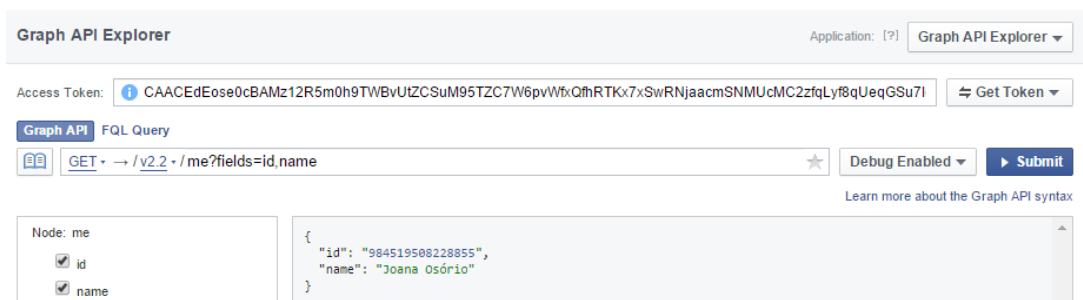 Graph API Explorer Application: [?] Graph API Explorer
Access Token: CAACEdEose0cBAMz12R5m0h9TWBvUtZCSuM95TZC7W6pvWfxQfhRTKx7xSwRNjaacmSNMUcMC2zfqLyf8qUeqGSu7l Get Token
Graph API FQL Query
GET → / v2.2 / me?fields=id,name Debug Enabled Submit
Learn more about the Graph API syntax
Node: me
id
name
{
"id": "984519508228855",
"name": "Joana Osório"
}